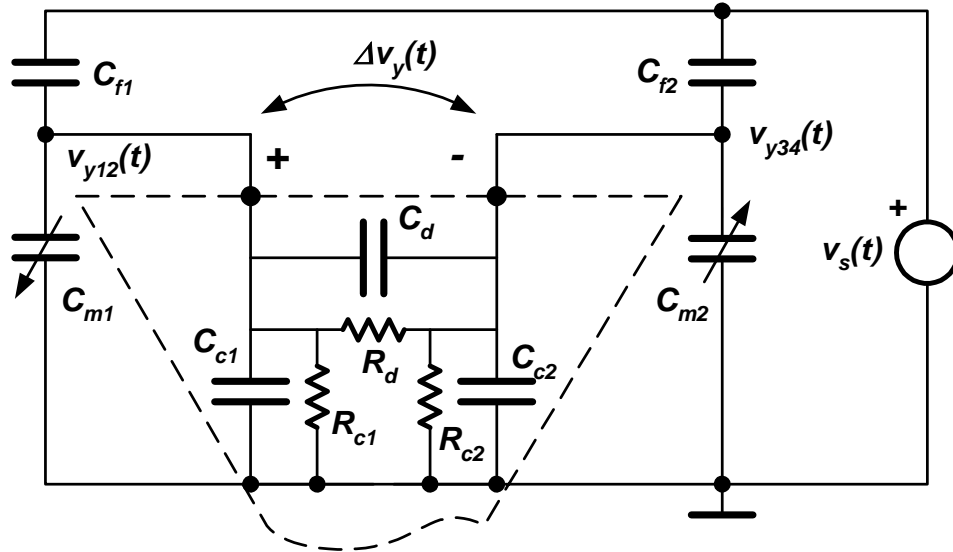 Δv_y(t)
C_f1
C_f2
v_y12(t)
+
-
v_y34(t)
C_d
+
v_s(t)
C_m1
C_m2
C_c1
R_d
C_c2
R_c1
R_c2